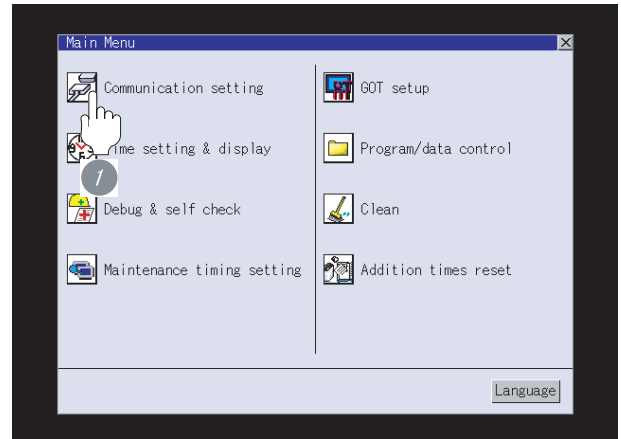 Main Menu
Communication setting
GOT setup
ime setting & display
Program/data control
1
Debug & self check
Clean
Maintenance timing setting
Addition times reset
Language